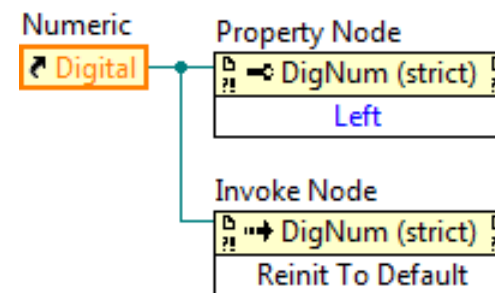 Numeric
Digital
Property Node
DigNum (strict)
Left
Invoke Node
DigNum (strict)
Reinit To Default